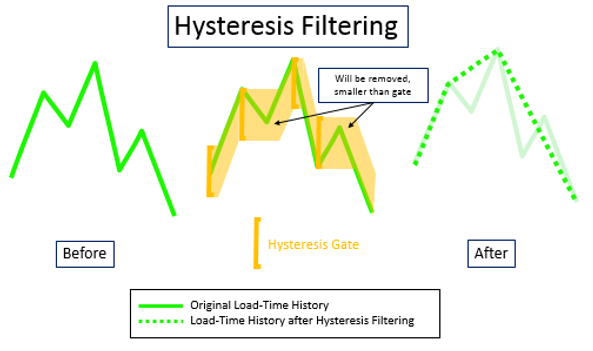 Hysteresis Filtering
Will be removed,
smaller than gate
Hysteresis Gate
Before
After
Original Load-Time History
Load-Time History after Hysteresis Filtering